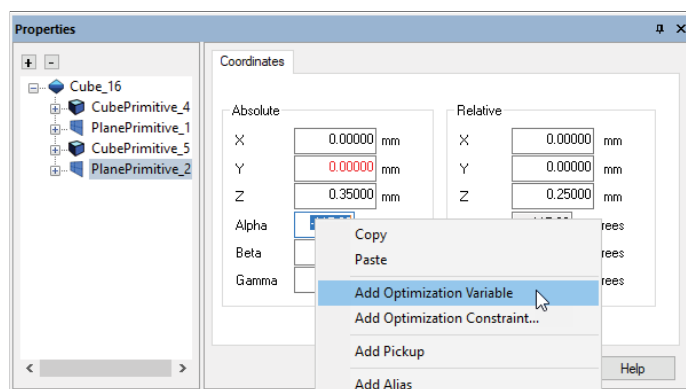 Properties
Coordinates
Cube_16
CubePrimitive_4
PlanePrimitive_1
CubePrimitive_5
PlanePrimitive_2
Absolute
X 0.00000 mm
Y 0.00000 mm
Z 0.35000 mm
Alpha
Beta
Gamma
Relative
X 0.00000 mm
Y 0.00000 mm
Z 0.25000 mm
rees
rees
rees
Copy
Paste
Add Optimization Variable
Add Optimization Constraint...
Add Pickup
Add Alias
Help